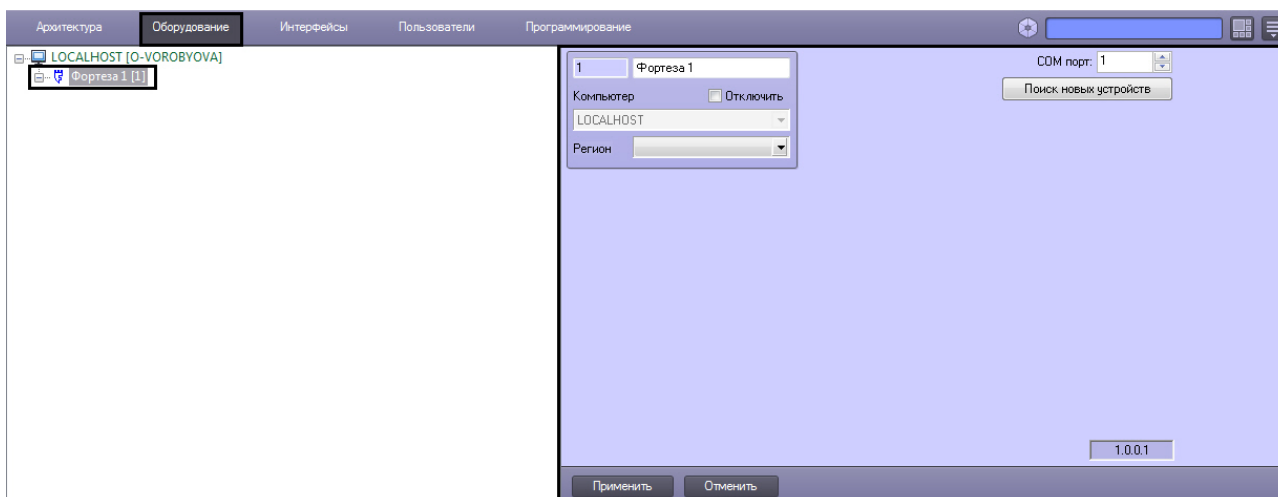 Архитектура Оборудование Интерфейсы Пользователи Программирование
LOCALHOST [O-VOROBYOVA]
Фортеза 1 [1]
1 Фортеза 1
Компьютер Отключить
LOCALHOST
Регион
COM порт: 1
Поиск новых устройств
1.0.0.1
Применить Отменить